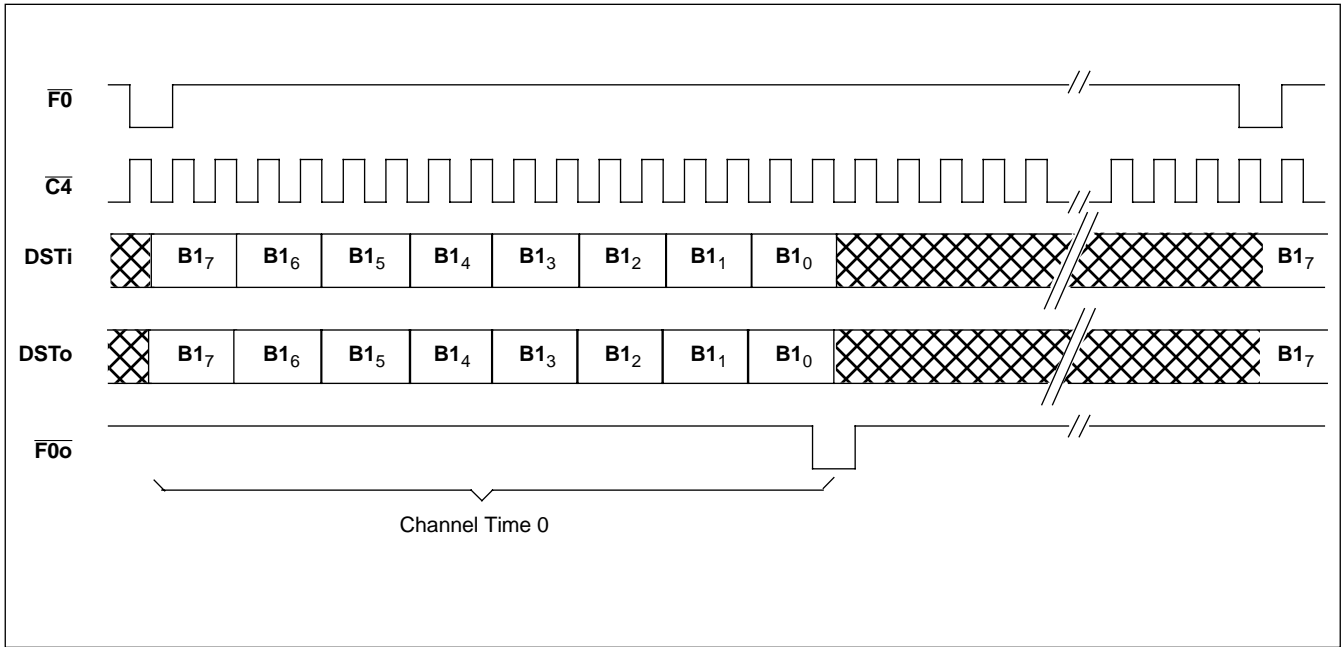 F0
C4
DSTi B17 B16 B15 B14 B13 B12 B11 B10 B17
DSTo B17 B16 B15 B14 B13 B12 B11 B10 B17
F0o
Channel Time 0